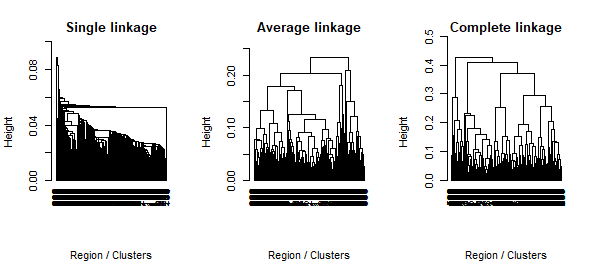 Single linkage
Height
0.00
0.04
0.08
Region / Clusters
Average linkage
Height
0.00
0.10
0.20
Region / Clusters
Complete linkage
Height
0.0
0.1
0.2
0.3
0.4
0.5
Region / Clusters